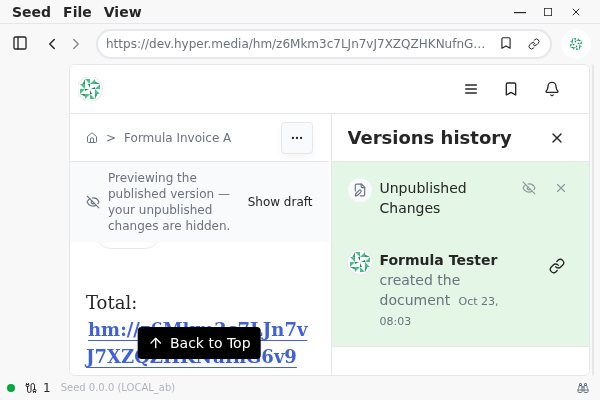 Seed File View
https://dev.hyper.media/hm/z6Mkm3c7LJn7vJ7XZQZHKNufnG...
> Formula Invoice A
Previewing the
published version —
your unpublished
changes are hidden.
Show draft
Total:
Back to Top
Versions history
Unpublished
Changes
Formula Tester
created the
document Oct 23,
08:03
1 Seed 0.0.0 (LOCAL_ab)